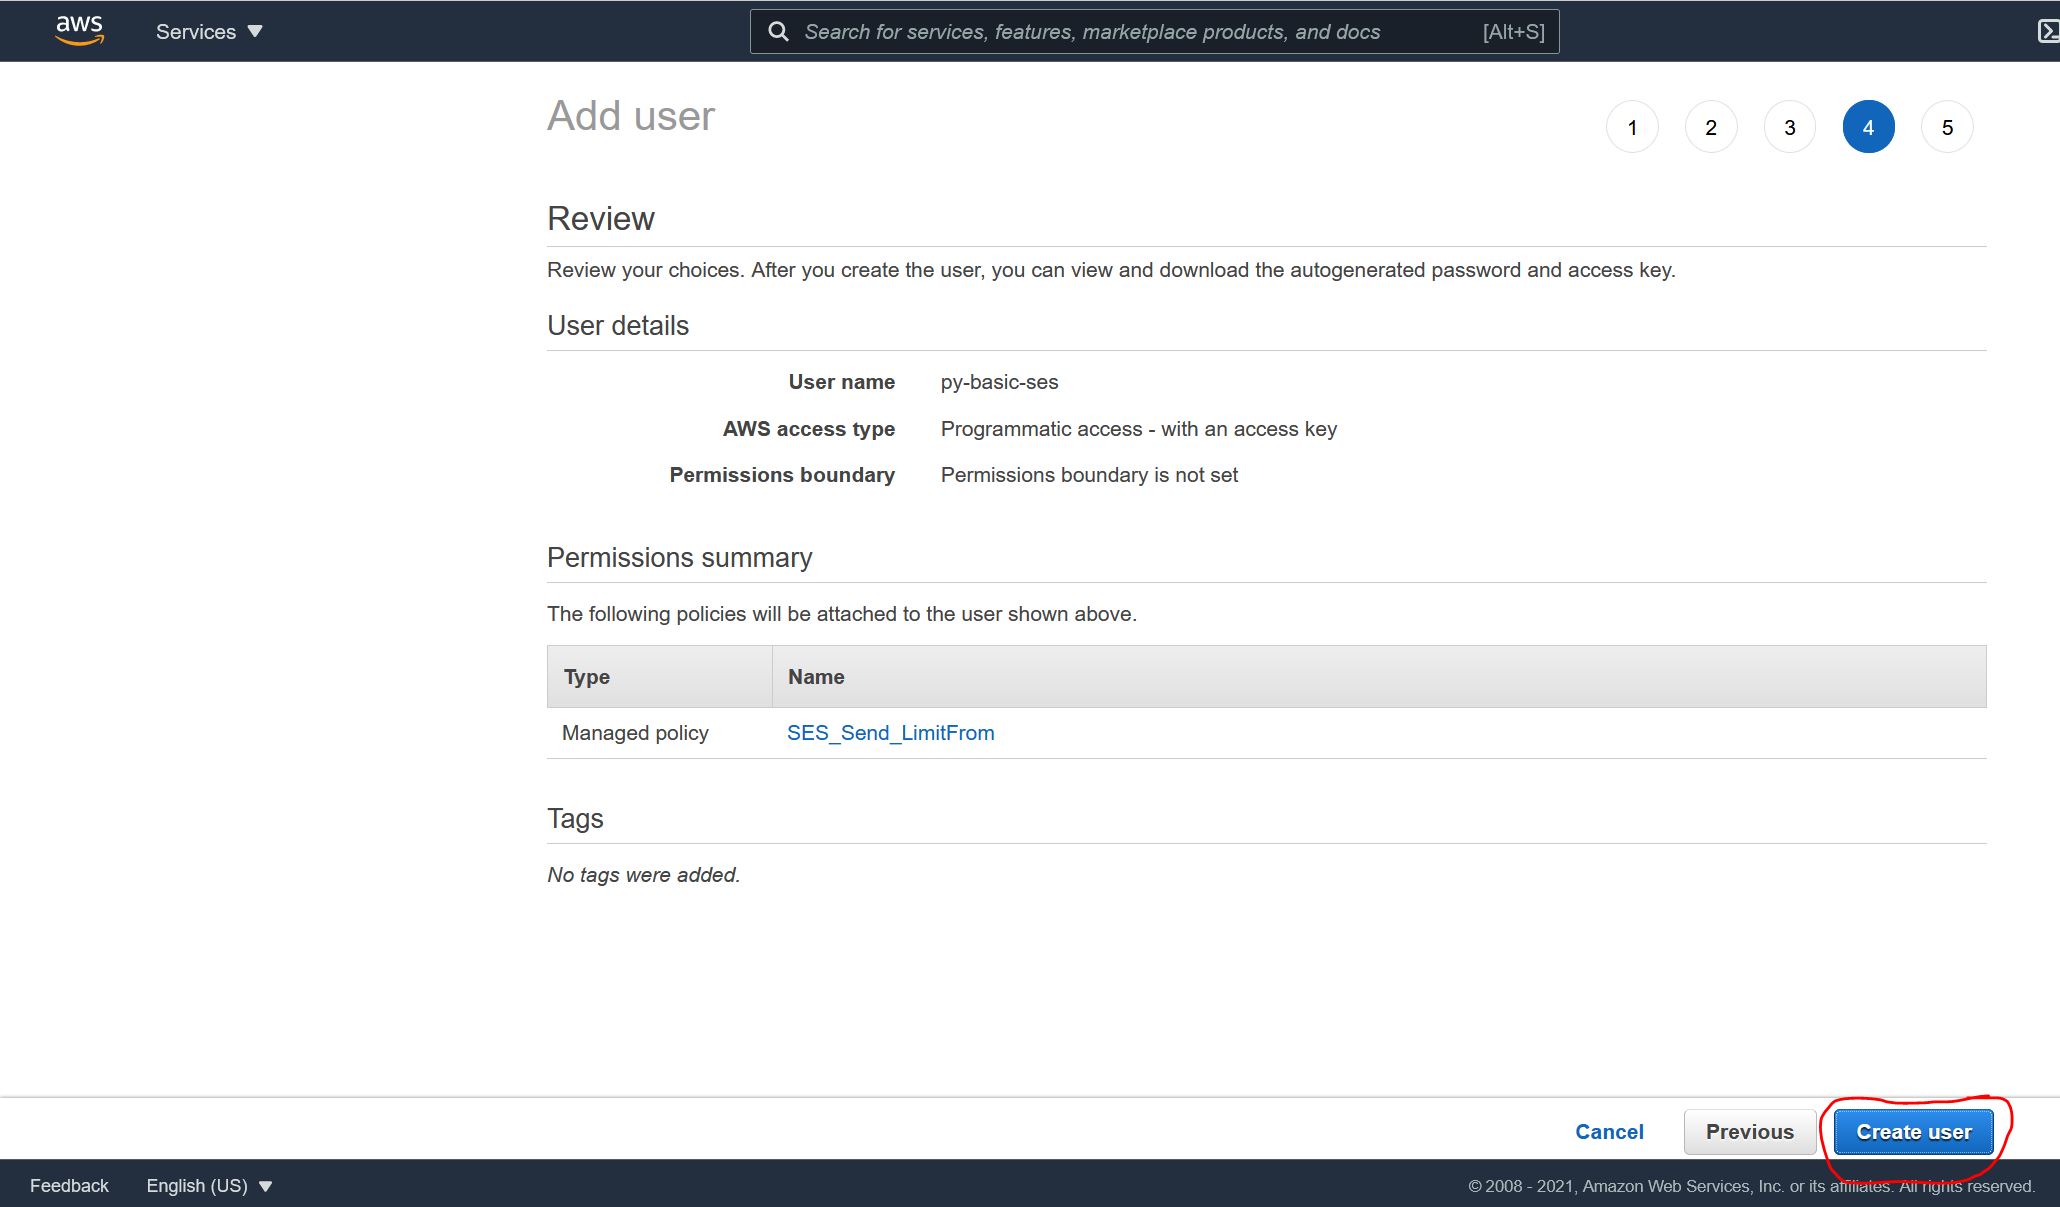 aws
Services
Search for services, features, marketplace products, and docs [Alt+S]
Add user
1 2 3 4 5
Review
Review your choices. After you create the user, you can view and download the autogenerated password and access key.
User details
User name py-basic-ses
AWS access type Programmatic access - with an access key
Permissions boundary Permissions boundary is not set
Permissions summary
The following policies will be attached to the user shown above.
Type Name
Managed policy SES_Send_LimitFrom
Tags
No tags were added.
Cancel Previous Create user
Feedback English (US) © 2008 - 2021, Amazon Web Services, Inc. or its affiliates. All rights reserved.